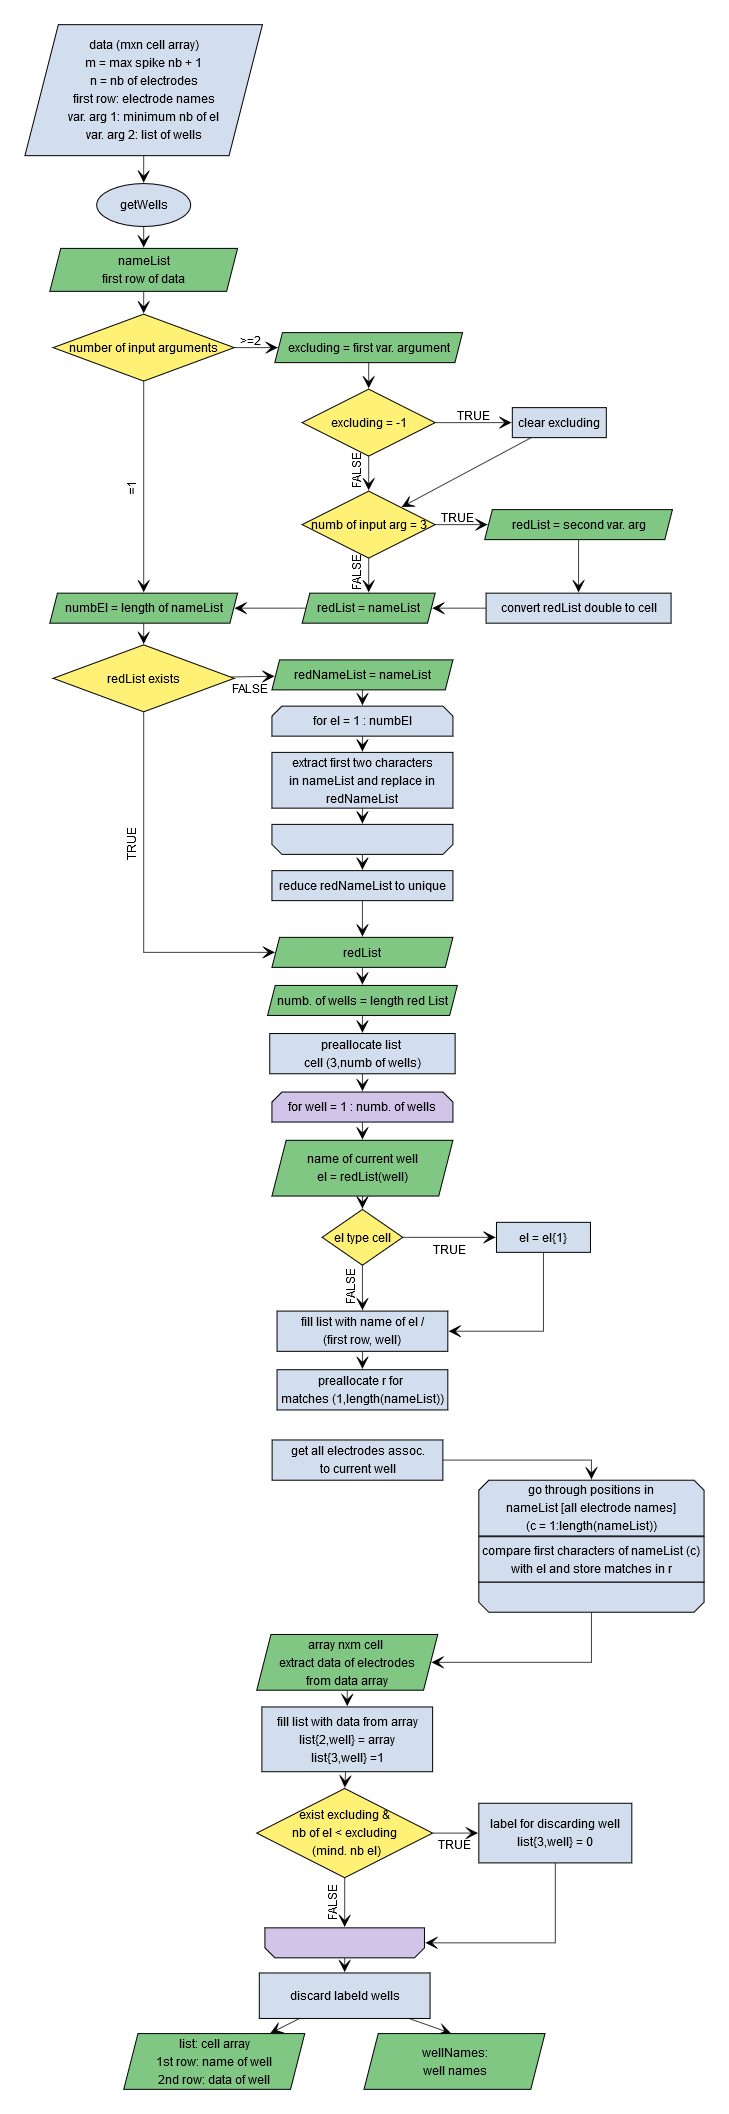 data (mxn cell array)
m = max spike nb + 1
n = nb of electrodes
first row: electrode names
var. arg 1: minimum nb of el
var. arg 2: list of wells
getWells
nameList
first row of data
number of input arguments
>=2
excluding = first var. argument
excluding = -1
TRUE
clear excluding
FALSE
=1
numb of input arg = 3
TRUE
redList = second var. arg
FALSE
numbEl = length of nameList
redList = nameList
convert redList double to cell
redList exists
FALSE
redNameList = nameList
for el = 1 : numbEl
extract first two characters
in nameList and replace in
redNameList
TRUE
reduce redNameList to unique
redList
numb. of wells = length red List
preallocate list
cell (3,numb of wells)
for well = 1 : numb. of wells
name of current well
el = redList(well)
el type cell
TRUE
el = el{1}
FALSE
fill list with name of el /
(first row, well)
preallocate r for
matches (1,length(nameList))
get all electrodes assoc.
to current well
go through positions in
nameList [all electrode names]
(c = 1:length(nameList))
compare first characters of nameList (c)
with el and store matches in r
array nxm cell
extract data of electrodes
from data array
fill list with data from array
list{2,well} = array
list{3,well} =1
exist excluding &
nb of el < excluding
(mind. nb el)
TRUE
label for discarding well
list{3,well} = 0
FALSE
discard labeld wells
list: cell array
1st row: name of well
2nd row: data of well
wellNames:
well names